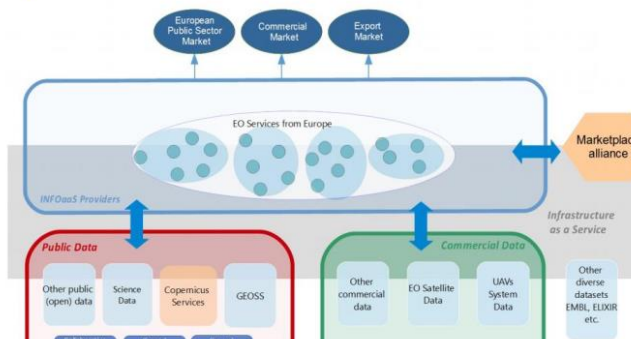 European
Public Sector
Market
Commercial
Market
Export
Market
EO Services from Europe
Marketplace
alliance
INFOaaS Providers
Infrastructure
as a Service
Public Data
Commercial Data
Other public
(open) data
Science
Data
Copernicus
Services
GEOSS
Other
commercial
data
EO Satellite
Data
UAVs
System
Data
Other
diverse
datasets
EMBL, ELIXIR
etc.